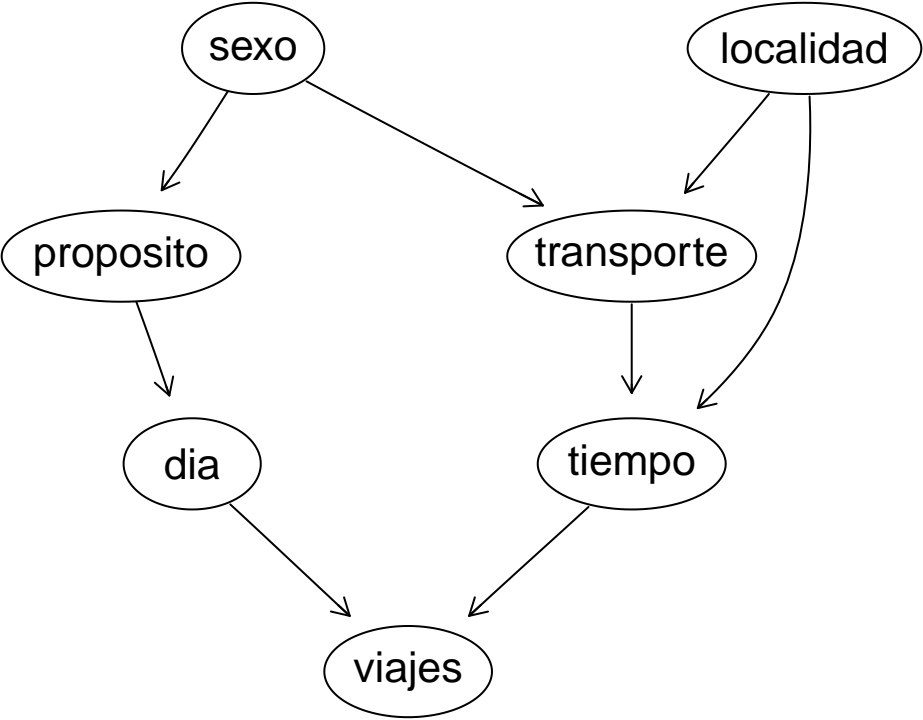 sexo
localidad
proposito
transporte
dia
tiempo
viajes